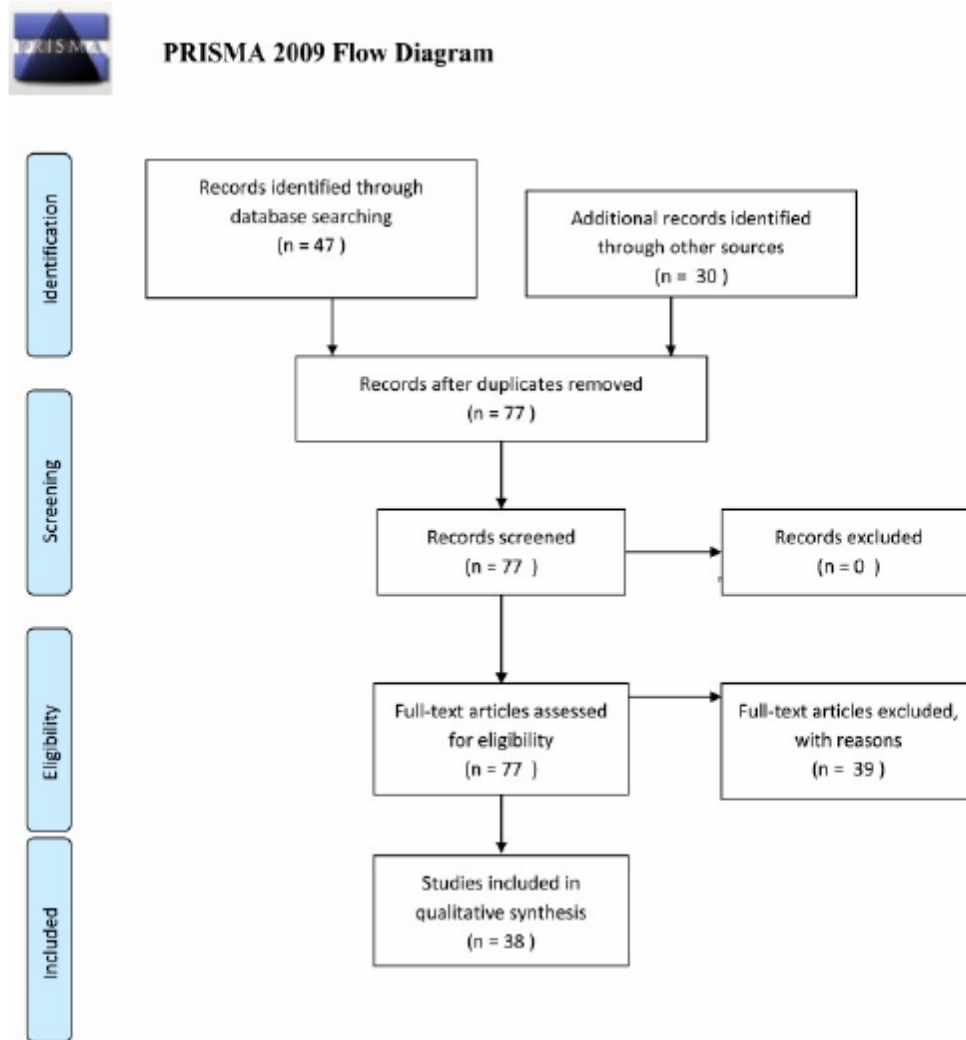 PRISMA
PRISMA 2009 Flow Diagram
Identification
Records identified through
database searching
(n = 47 )
Additional records identified
through other sources
(n = 30 )
Records after duplicates removed
(n = 77 )
Screening
Records screened
(n = 77 )
Records excluded
(n = 0 )
Eligibility
Full-text articles assessed
for eligibility
(n = 77 )
Full-text articles excluded,
with reasons
(n = 39 )
Included
Studies included in
qualitative synthesis
(n = 38 )